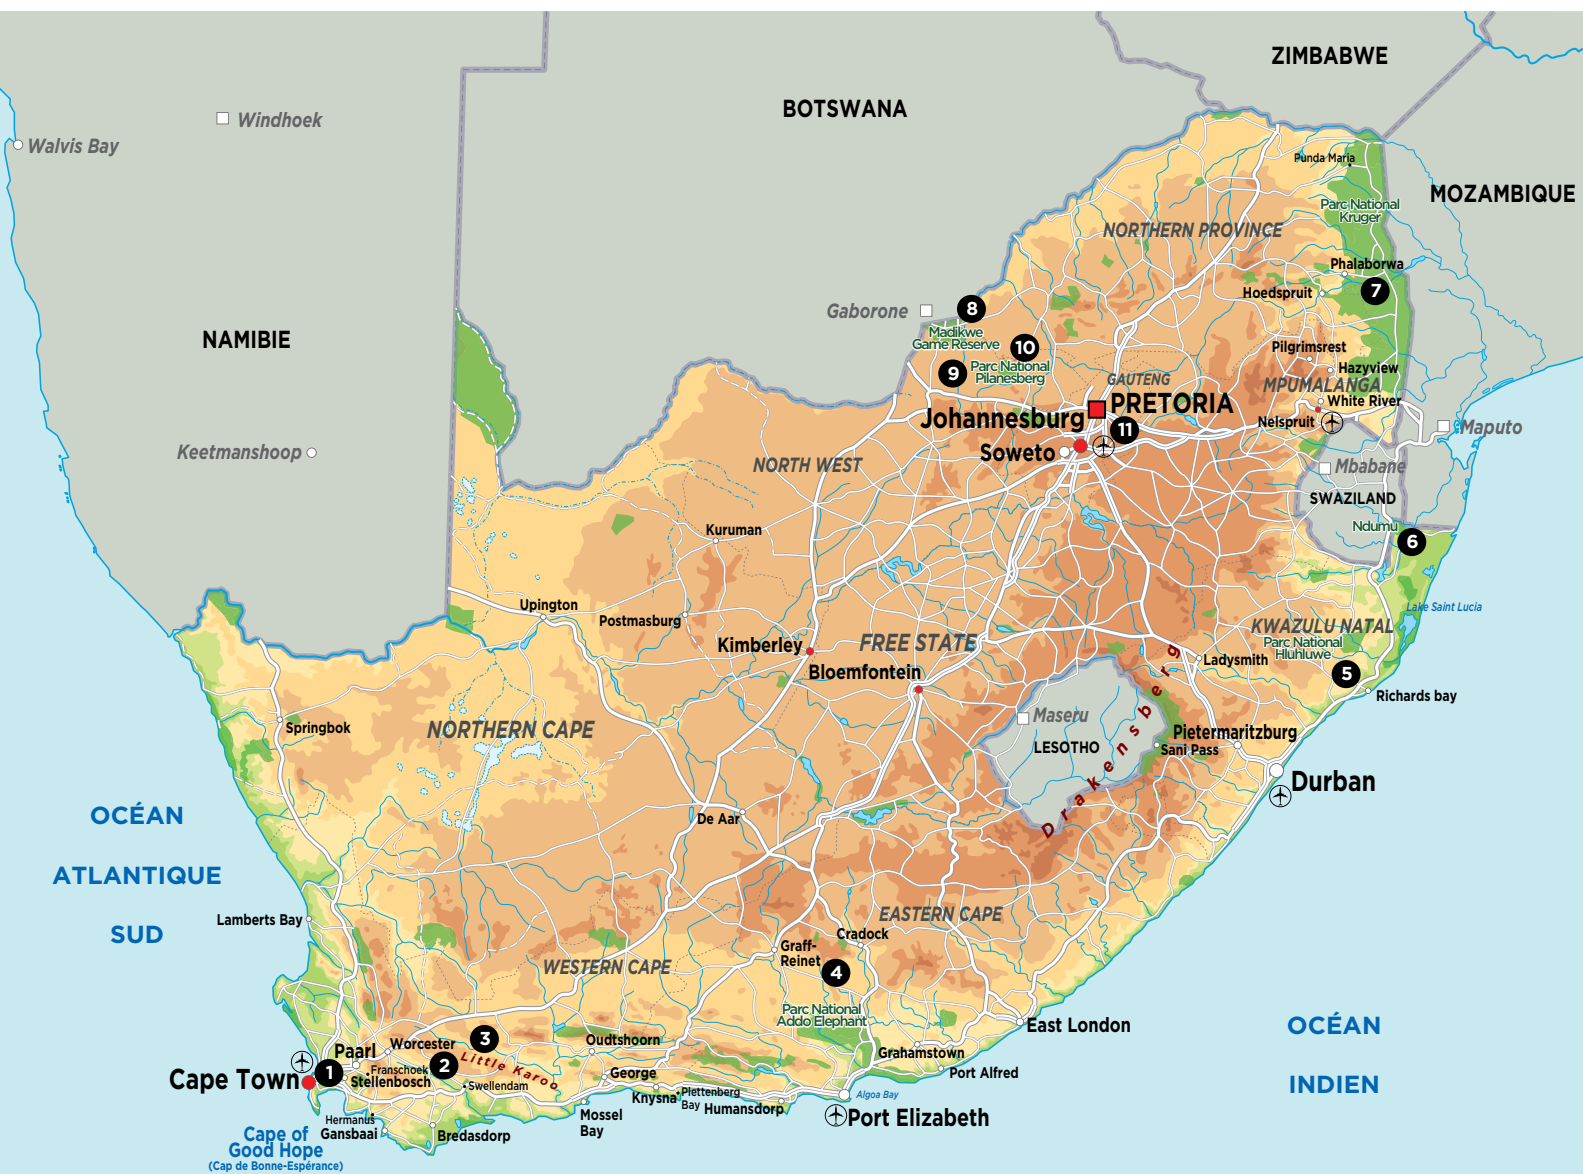 ZIMBABWE
BOTSWANA
Windhoek
Walvis Bay
Punda Maria
MOZAMBIQUE
Parc National
Kruger
NORTHERN PROVINCE
Phalaborwa
Hoedspruit
7
Gaborone
8
Madikwe
Game Reserve
NAMIBIE
10
Pilgrimsrest
9
Parc National
Pilanesberg
Hazyview
GAUTENG
MPUMALANGA
PRETORIA
White River
Johannesburg
Nelspruit
11
Maputo
Keetmanshoop
Soweto
NORTH WEST
Mbabane
SWAZILAND
Kuruman
Ndumu
6
Upington
Postmasburg
Lake Saint Lucia
KWAZULU NATAL
Kimberley
FREE STATE
Parc National
Hluhluwe
Bloemfontein
Ladysmith
5
Richards bay
Springbok
NORTHERN CAPE
Maseru
Drakensberg
Pietermaritzburg
LESOTHO
Sani Pass
Durban
OCÉAN
ATLANTIQUE
SUD
De Aar
Lamberts Bay
EASTERN CAPE
Cradock
Graff-
Reinet
WESTERN CAPE
4
Parc National
Addo Elephant
East London
OCÉAN
INDIEN
3
Oudtshoorn
Worcester
Paarl
Little Karoo
Grahamstown
2
Franschoek
Stellenbosch
Cape Town
1
Swellendam
George
Port Alfred
Knysna
Plettenberg
Bay
Humansdorp
Algoa Bay
Mossel
Bay
Port Elizabeth
Hermanus
Gansbaai
Bredasdorp
Cape of
Good Hope
(Cap de Bonne-Espérance)